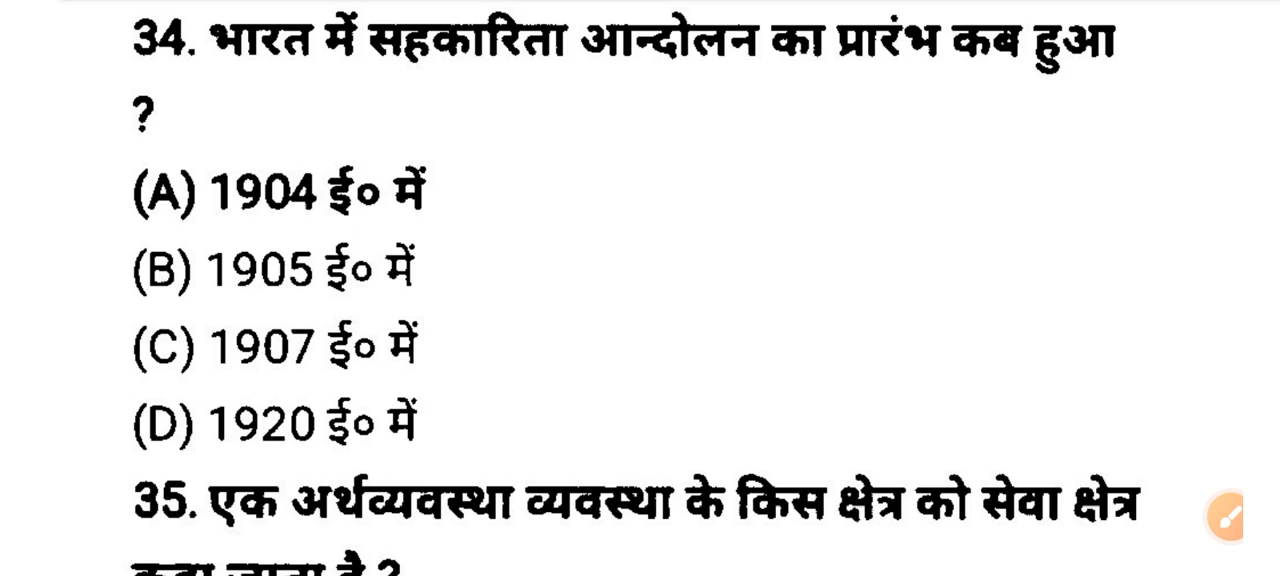 34. भारत में सहकारिता आन्दोलन का प्रारंभ कब हुआ
?
(A) 1904 ई० में
(B) 1905 ई० में
(C) 1907 ई० में
(D) 1920 ई० में
35. एक अर्थव्यवस्था व्यवस्था के किस क्षेत्र को सेवा क्षेत्र
कहा जाता है ?